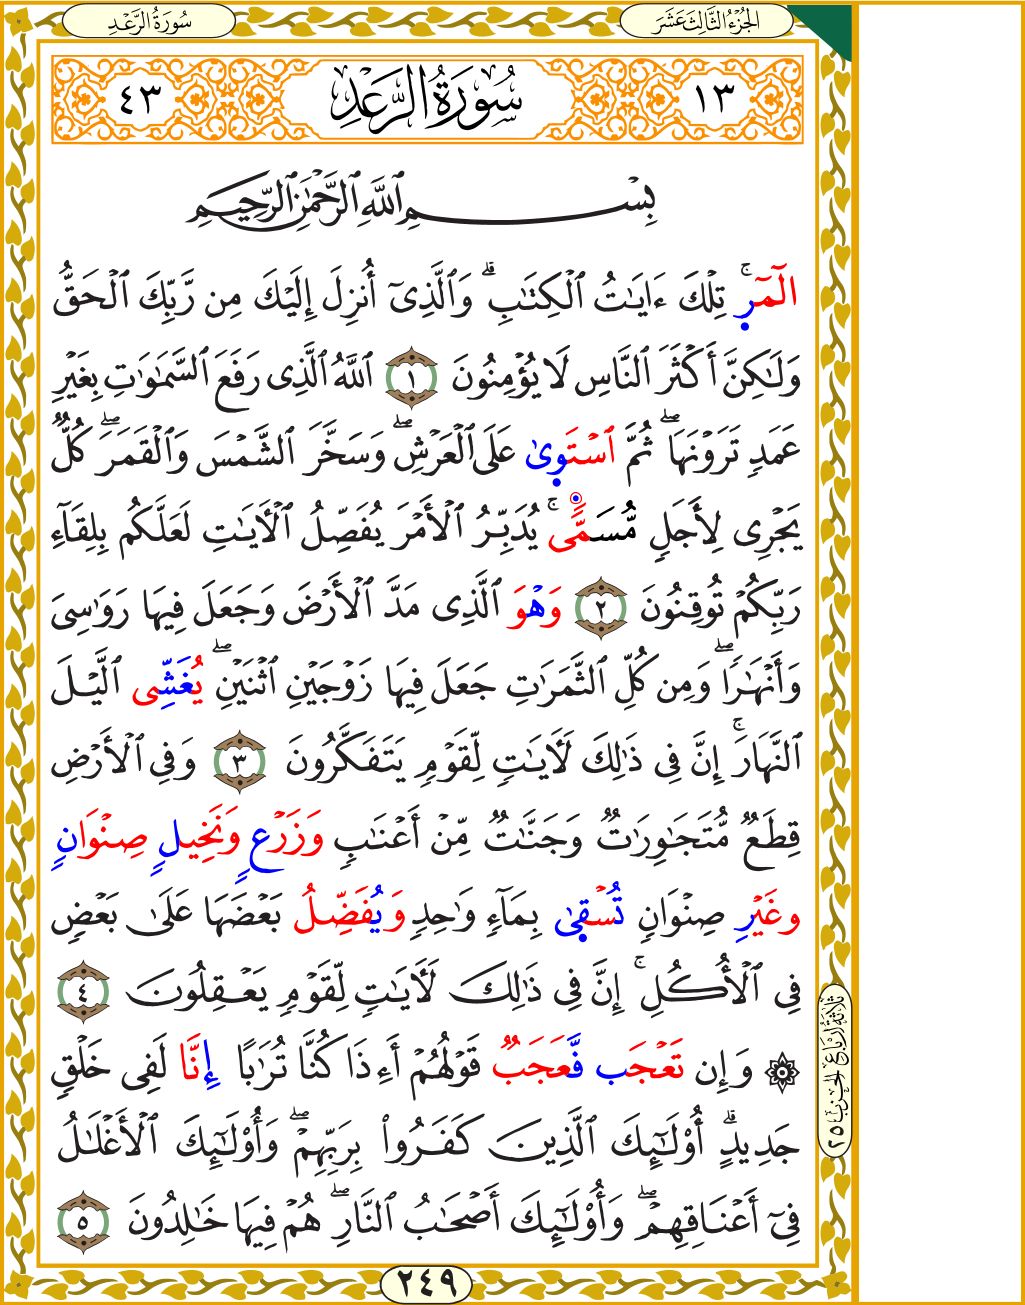 سُورَةُ الرَّعْدِ
الجُزْءُ الثَّالِثَ عَشَرَ
١٣ سُورَةُ الرَّعْدِ ٤٣
بِسْمِ ٱللَّهِ ٱلرَّحْمَٰنِ ٱلرَّحِيمِ
الٓمٓرۚ تِلْكَ ءَايَٰتُ ٱلْكِتَٰبِۗ وَٱلَّذِىٓ أُنزِلَ إِلَيْكَ مِن رَّبِّكَ ٱلْحَقُّ
وَلَٰكِنَّ أَكْثَرَ ٱلنَّاسِ لَا يُؤْمِنُونَ ١ ٱللَّهُ ٱلَّذِى رَفَعَ ٱلسَّمَٰوَٰتِ بِغَيْرِ
عَمَدٍ تَرَوْنَهَاۖ ثُمَّ ٱسْتَوِىٰ عَلَى ٱلْعَرْشِۖ وَسَخَّرَ ٱلشَّمْسَ وَٱلْقَمَرَۖ كُلٌّ
يَجْرِى لِأَجَلٍ مُّسَمًّىۚ يُدَبِّرُ ٱلْأَمْرَ يُفَصِّلُ ٱلْأٓيَٰتِ لَعَلَّكُم بِلِقَآءِ
رَبِّكُمْ تُوقِنُونَ ٢ وَهْوَ ٱلَّذِى مَدَّ ٱلْأَرْضَ وَجَعَلَ فِيهَا رَوَٰسِىَ
وَأَنْهَٰرًاۖ وَمِن كُلِّ ٱلثَّمَرَٰتِ جَعَلَ فِيهَا زَوْجَيْنِ ٱثْنَيْنِۖ يُغَشِّى ٱلَّيْلَ
ٱلنَّهَارَۚ إِنَّ فِى ذَٰلِكَ لَأٓيَٰتٍ لِّقَوْمٍ يَتَفَكَّرُونَ ٣ وَفِى ٱلْأَرْضِ
قِطَعٌ مُّتَجَٰوِرَٰتٌ وَجَنَّٰتٌ مِّنْ أَعْنَٰبٍ وَزَرْعٍ وَنَخِيلٍ صِنْوَانٍ
وَغَيْرِ صِنْوَانٍ تُسْقِىٰ بِمَآءٍ وَٰحِدٍ وَيُفَضِّلُ بَعْضَهَا عَلَىٰ بَعْضٍ
فِى ٱلْأُكُلِۚ إِنَّ فِى ذَٰلِكَ لَأٓيَٰتٍ لِّقَوْمٍ يَعْقِلُونَ ٤
۞ وَإِن تَعْجَب فَّعَجَبٌ قَوْلُهُمْ أَءِذَا كُنَّا تُرَٰبًا إِنَّا لَفِى خَلْقٍ
جَدِيدٍۗ أُو۟لَٰٓئِكَ ٱلَّذِينَ كَفَرُوا۟ بِرَبِّهِمْۖ وَأُو۟لَٰٓئِكَ ٱلْأَغْلَٰلُ
فِىٓ أَعْنَاقِهِمْۖ وَأُو۟لَٰٓئِكَ أَصْحَٰبُ ٱلنَّارِۖ هُمْ فِيهَا خَٰلِدُونَ ٥
ثلاثة أرباع الحزب ٢٥
٢٤٩